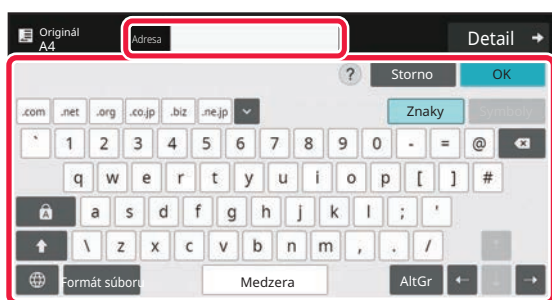 Originál
A4
Adresa
Detail →
? Storno OK
.com .net .org .co.jp .biz .ne.jp Znaky Symboly
` 1 2 3 4 5 6 7 8 9 0 - = @
q w e r t y u i o p [ ] #
A a s d f g h j k l ; '
\ z x c v b n m , . /
Formát súboru Medzera AltGr ← ↓ →